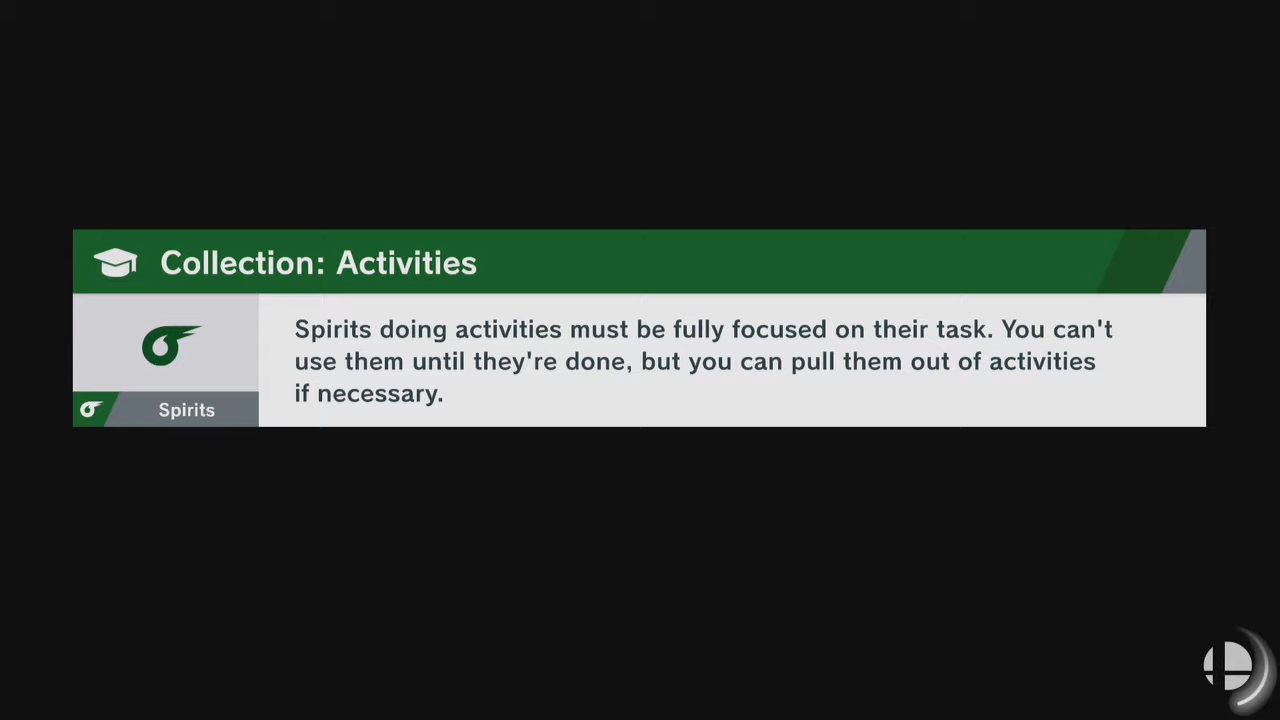 Collection: Activities
Spirits doing activities must be fully focused on their task. You can't
use them until they're done, but you can pull them out of activities
if necessary.
Spirits